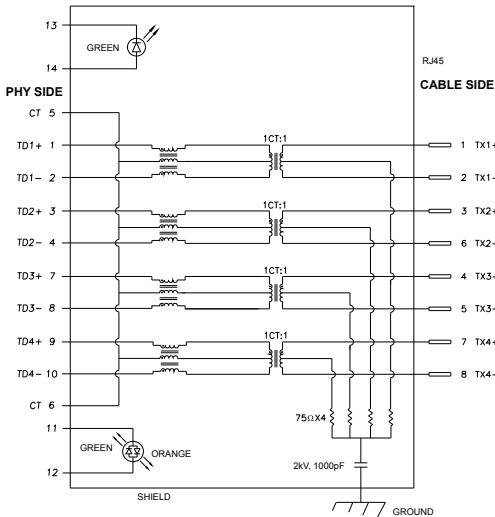 13
GREEN
14
RJ45
PHY SIDE
CABLE SIDE
CT 5
1CT:1
TD1+ 1
1 TX1+
TD1- 2
2 TX1-
1CT:1
TD2+ 3
3 TX2+
TD2- 4
6 TX2-
1CT:1
TD3+ 7
4 TX3+
TD3- 8
5 TX3-
1CT:1
TD4+ 9
7 TX4+
TD4- 10
8 TX4-
CT 6
75ΩX4
11
GREEN
ORANGE
12
2kV, 1000pF
SHIELD
GROUND